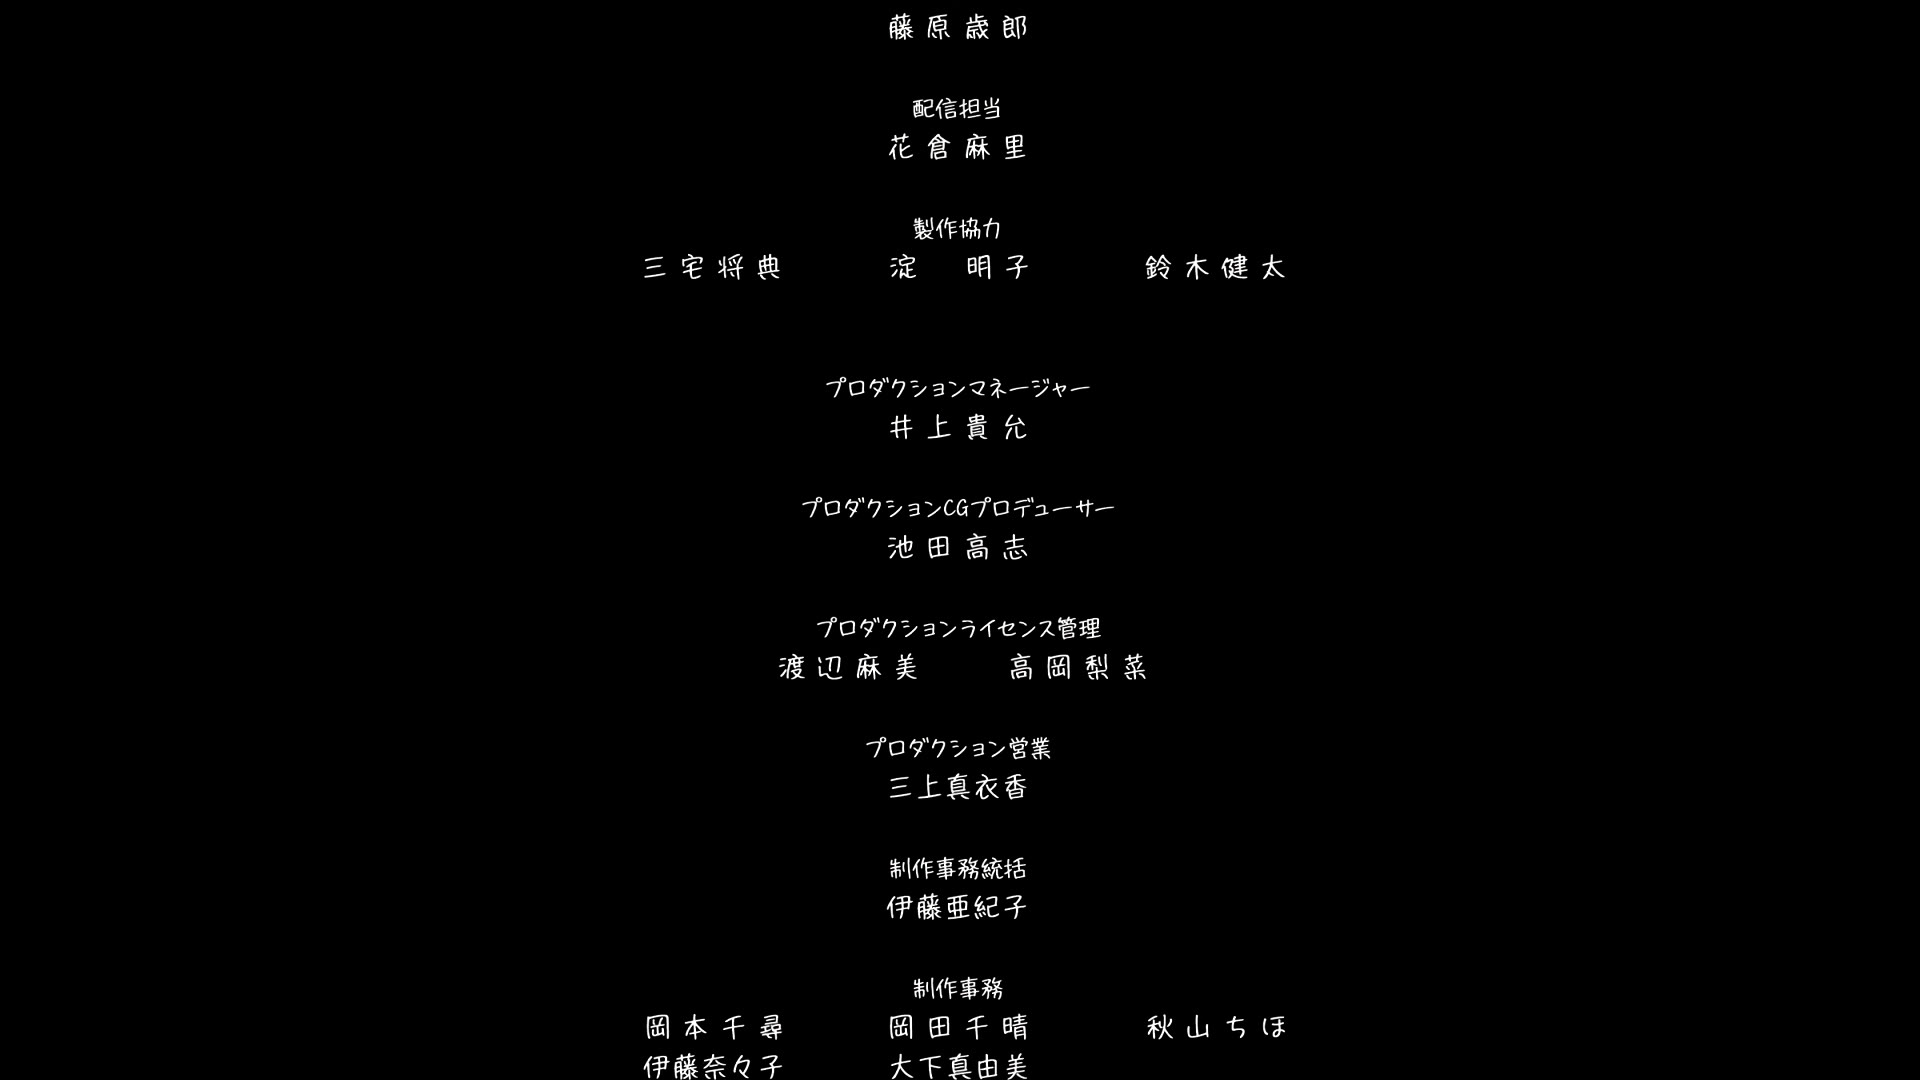 藤原歳郎
配信担当
花倉麻里
製作協力
三宅将典 淀 明子 鈴木健太
プロダクションマネージャー
井上貴允
プロダクションCGプロデューサー
池田高志
プロダクションライセンス管理
渡辺麻美 高岡梨菜
プロダクション営業
三上真衣香
制作事務統括
伊藤亜紀子
制作事務
岡本千尋 岡田千晴 秋山ちほ
伊藤奈々子 大下真由美